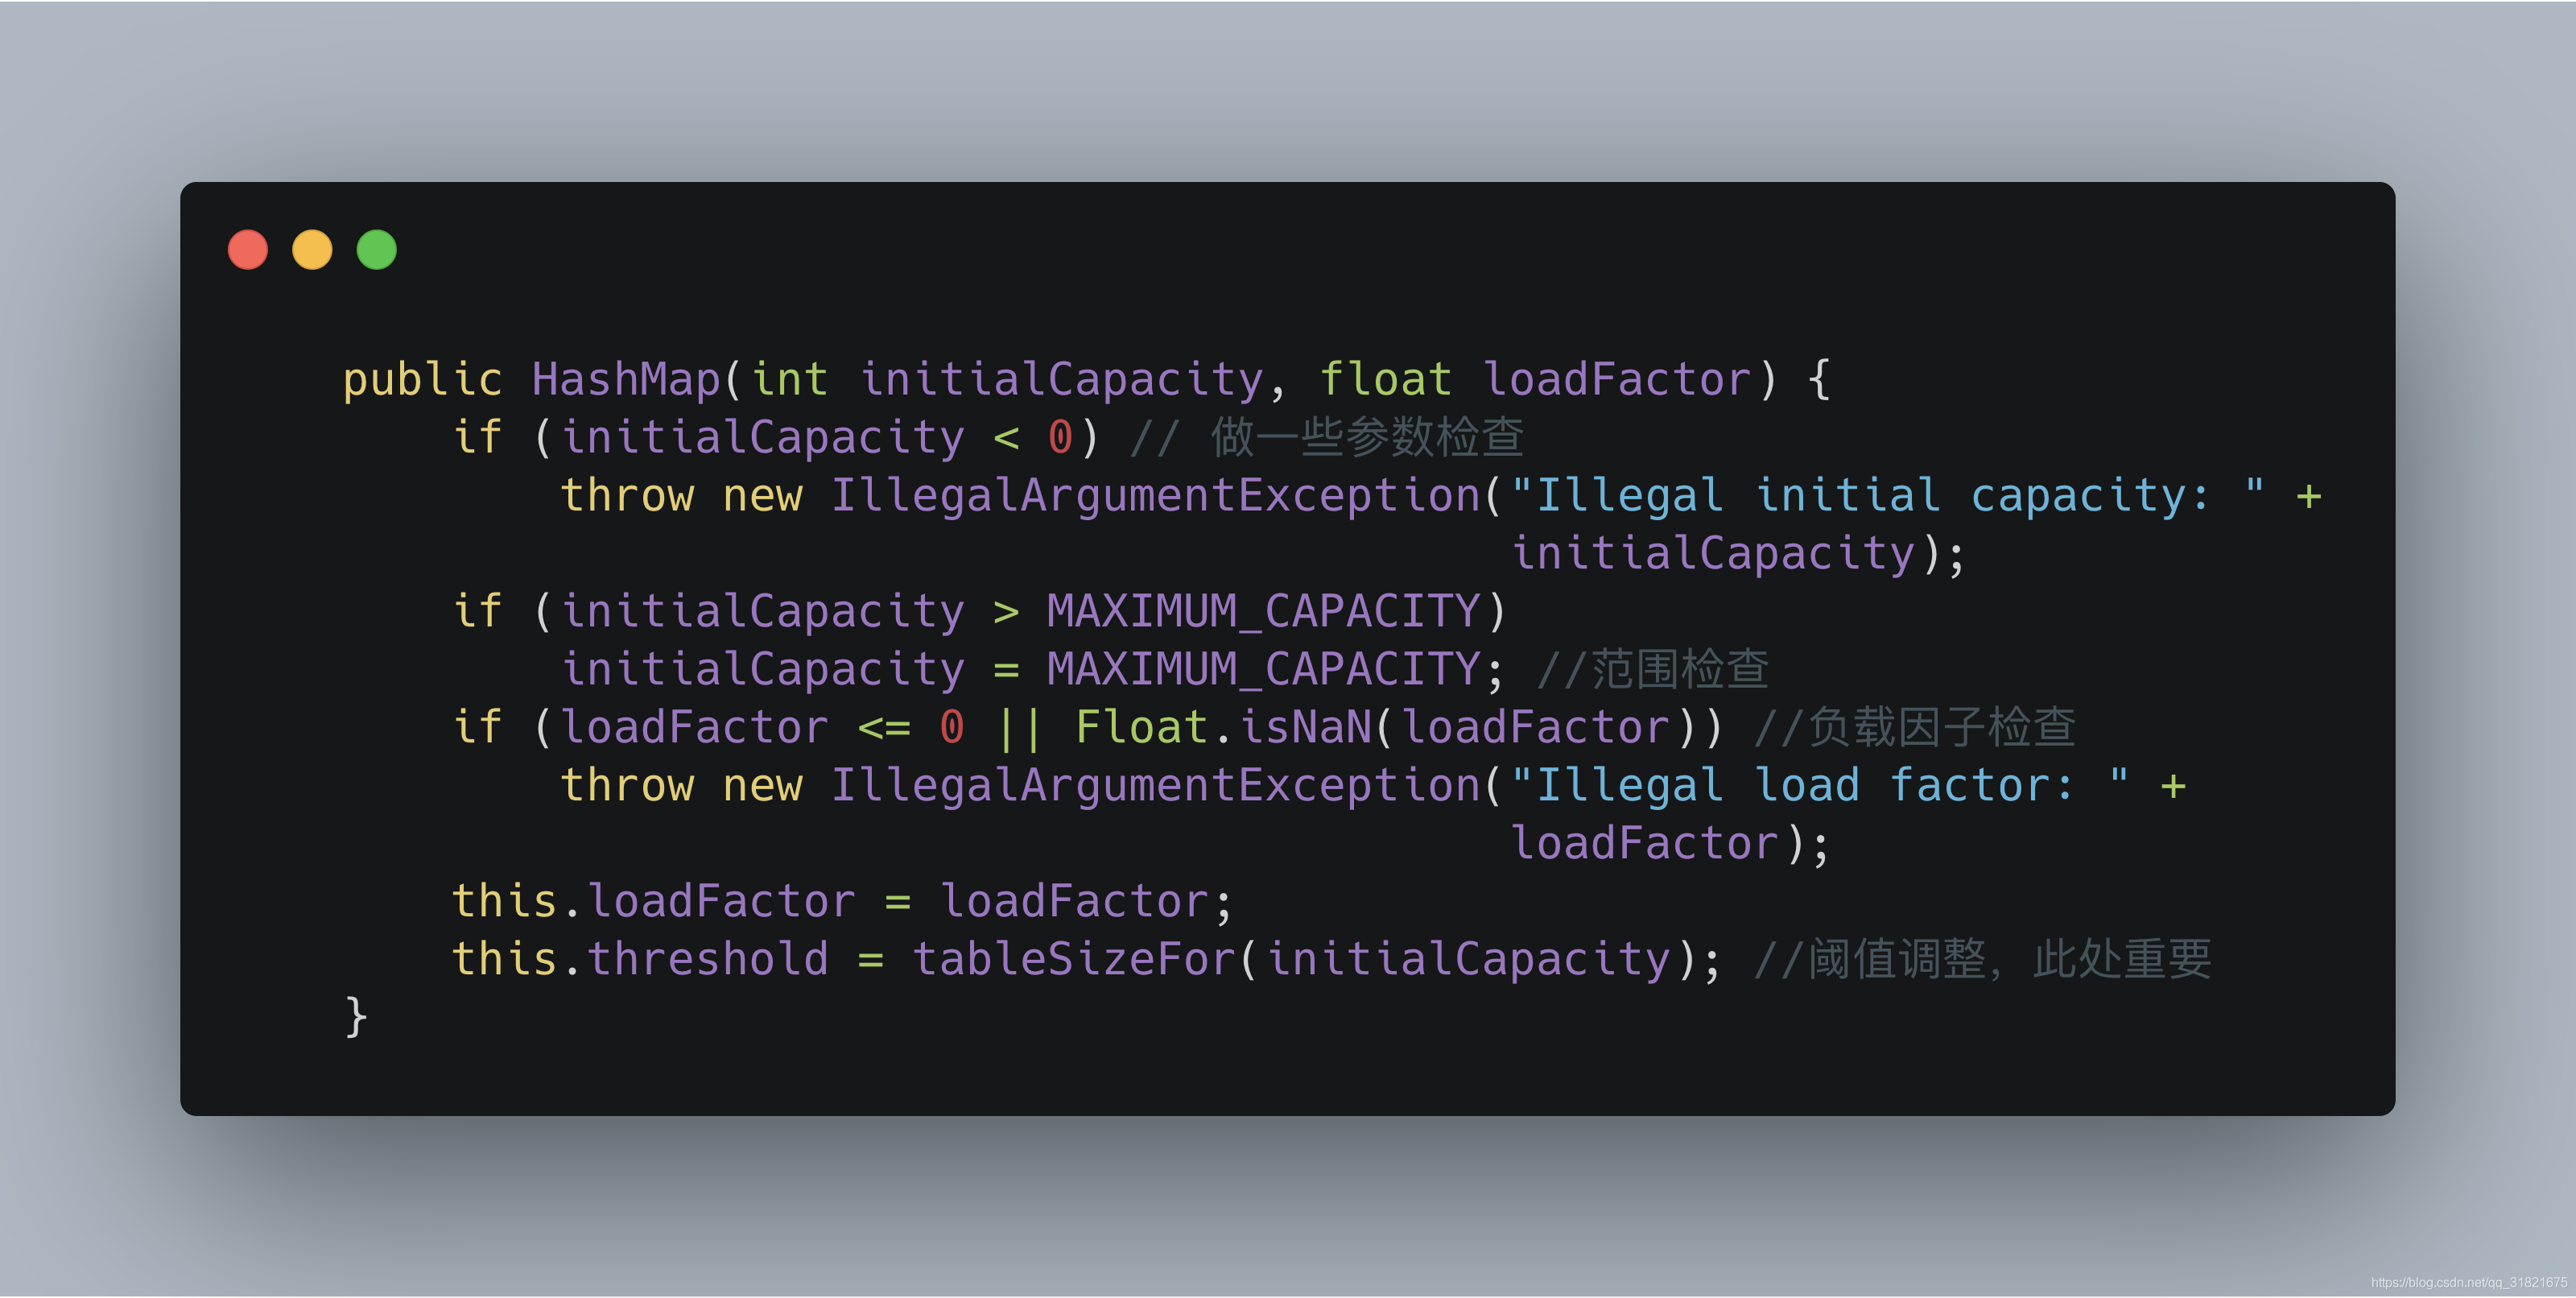 public HashMap(int initialCapacity, float loadFactor) {
if (initialCapacity < 0) // 做一些参数检查
throw new IllegalArgumentException("Illegal initial capacity: " +
initialCapacity);
if (initialCapacity > MAXIMUM_CAPACITY)
initialCapacity = MAXIMUM_CAPACITY; //范围检查
if (loadFactor <= 0 || Float.isNaN(loadFactor)) //负载因子检查
throw new IllegalArgumentException("Illegal load factor: " +
loadFactor);
this.loadFactor = loadFactor;
this.threshold = tableSizeFor(initialCapacity); //阈值调整，此处重要
}
https://blog.csdn.net/qq_31821675